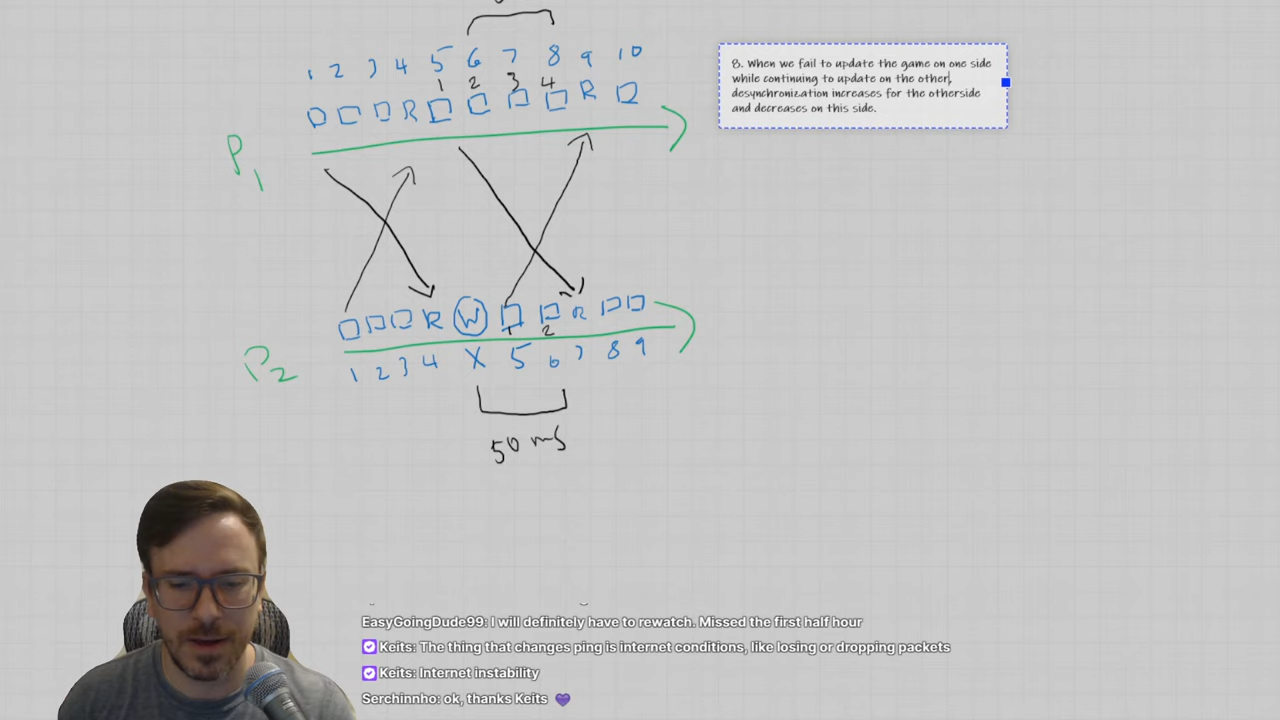 1 2 3 4 5 6 7 8 9 10
1 2 3 4
R R
P1
B. When we fail to update the game on one side
while continuing to update on the other,
desynchronization increases for the otherside
and decreases on this side.
R W R
1 2
P2
1 2 3 4 X 5 6 7 8 9
50 ms
EasyGoingDude99: I will definitely have to rewatch. Missed the first half hour
Keits: The thing that changes ping is internet conditions, like losing or dropping packets
Keits: Internet instability
Serchinnho: ok, thanks Keits